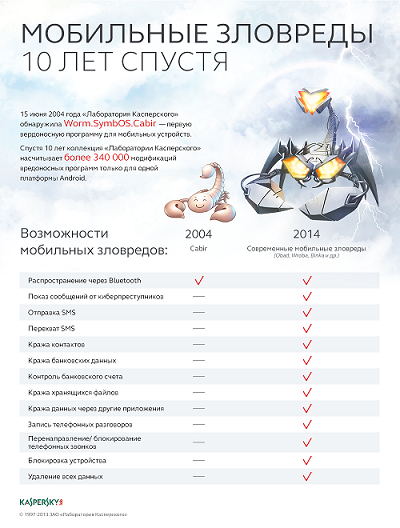 МОБИЛЬНЫЕ ЗЛОВРЕДЫ
10 ЛЕТ СПУСТЯ
15 июня 2004 года «Лаборатория Касперского»
обнаружила Worm.SymbOS.Cabir — первую
вердоносную программу для мобильных устройств.
Спустя 10 лет коллекция «Лаборатории Касперского»
насчитывает более 340 000 модификаций
вредоносных программ только для одной
платформы Android.
Возможности
мобильных зловредов:
2004
Cabir
2014
Современные мобильные зловреды
(Obad, Wroba, Binka и др.)
Распространение через Bluetooth
Показ сообщений от киберпреступников
Отправка SMS
Перехват SMS
Кража контактов
Кража банковских данных
Контроль банковского счета
Кража хранящихся файлов
Кража данных через другие приложения
Запись телефонных разговоров
Перенаправление/ блокирование
телефонных звонков
Блокировка устройства
Удаление всех данных
KASPERSKY
© 1997-2013 ЗАО «Лаборатория Касперского»